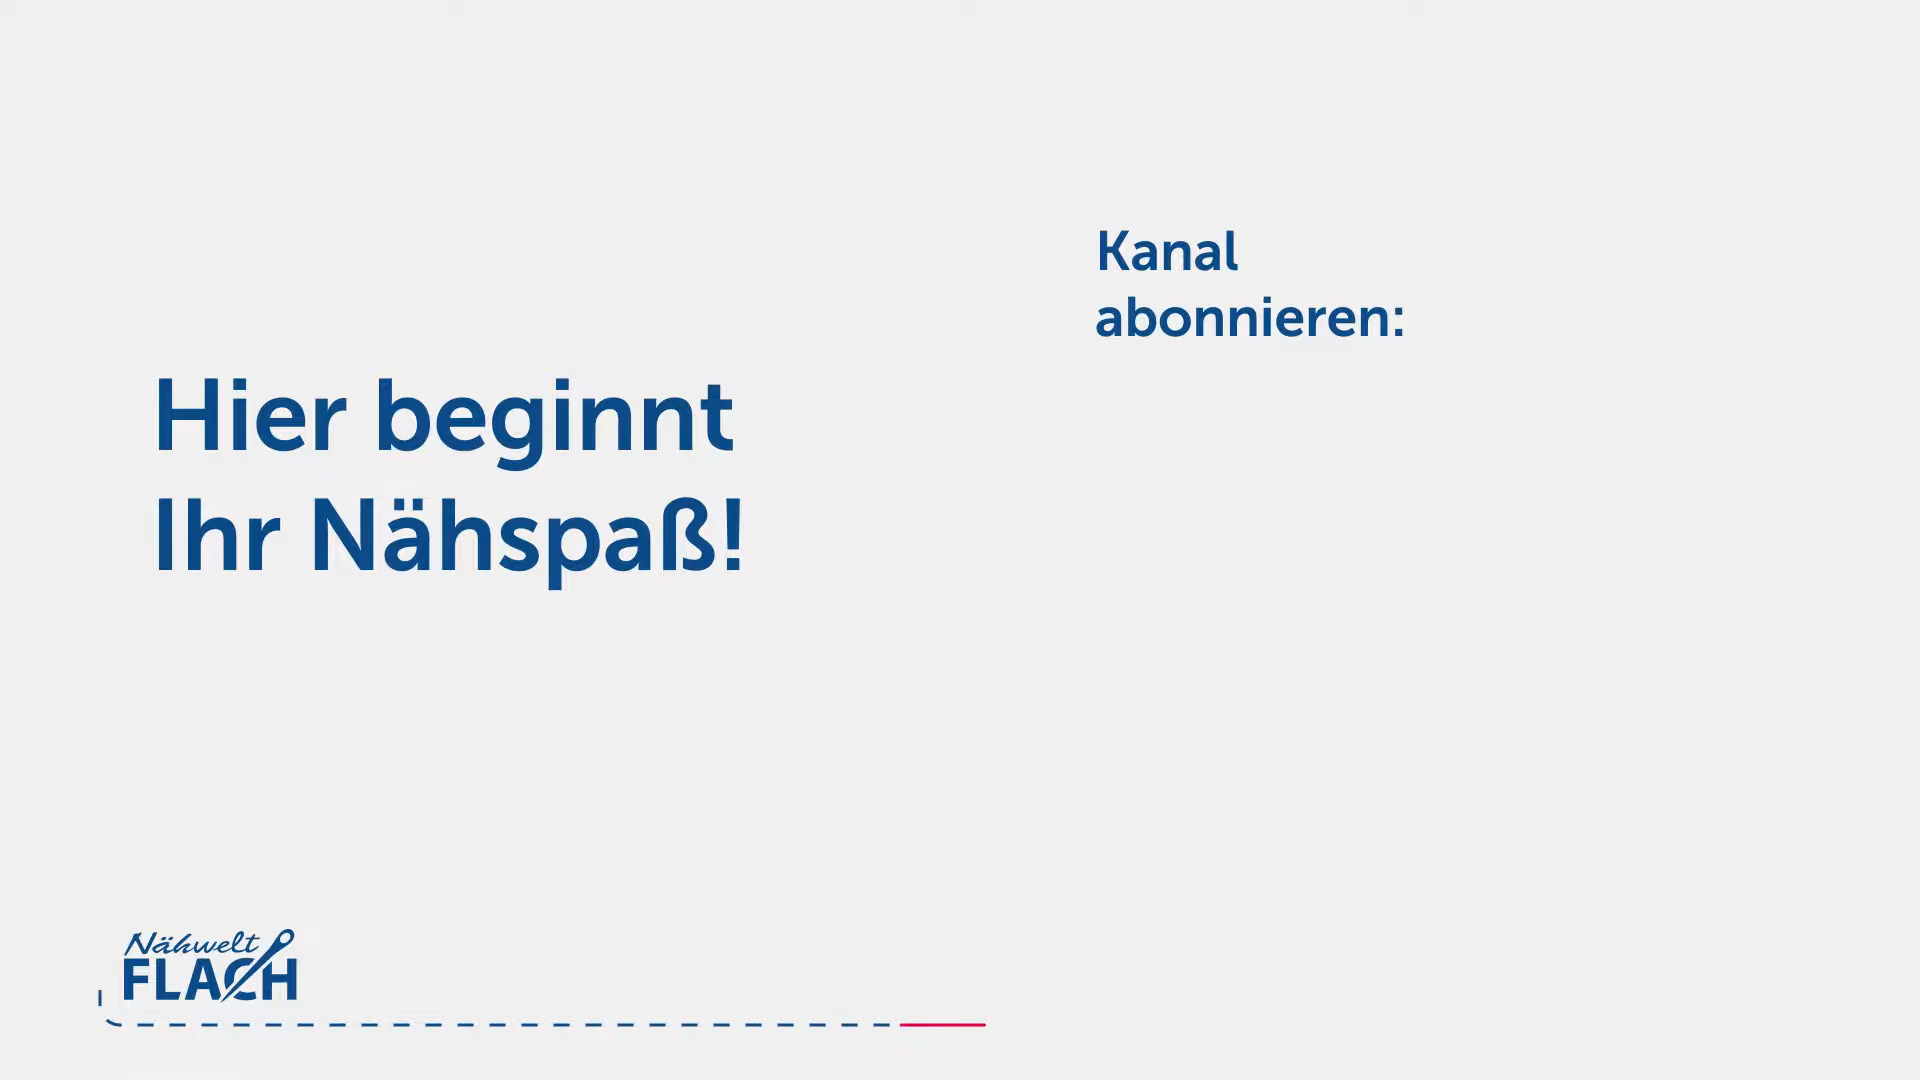 Hier beginnt
Ihr Nähspaß!
Kanal
abonnieren:
Nähwelt
FLACH